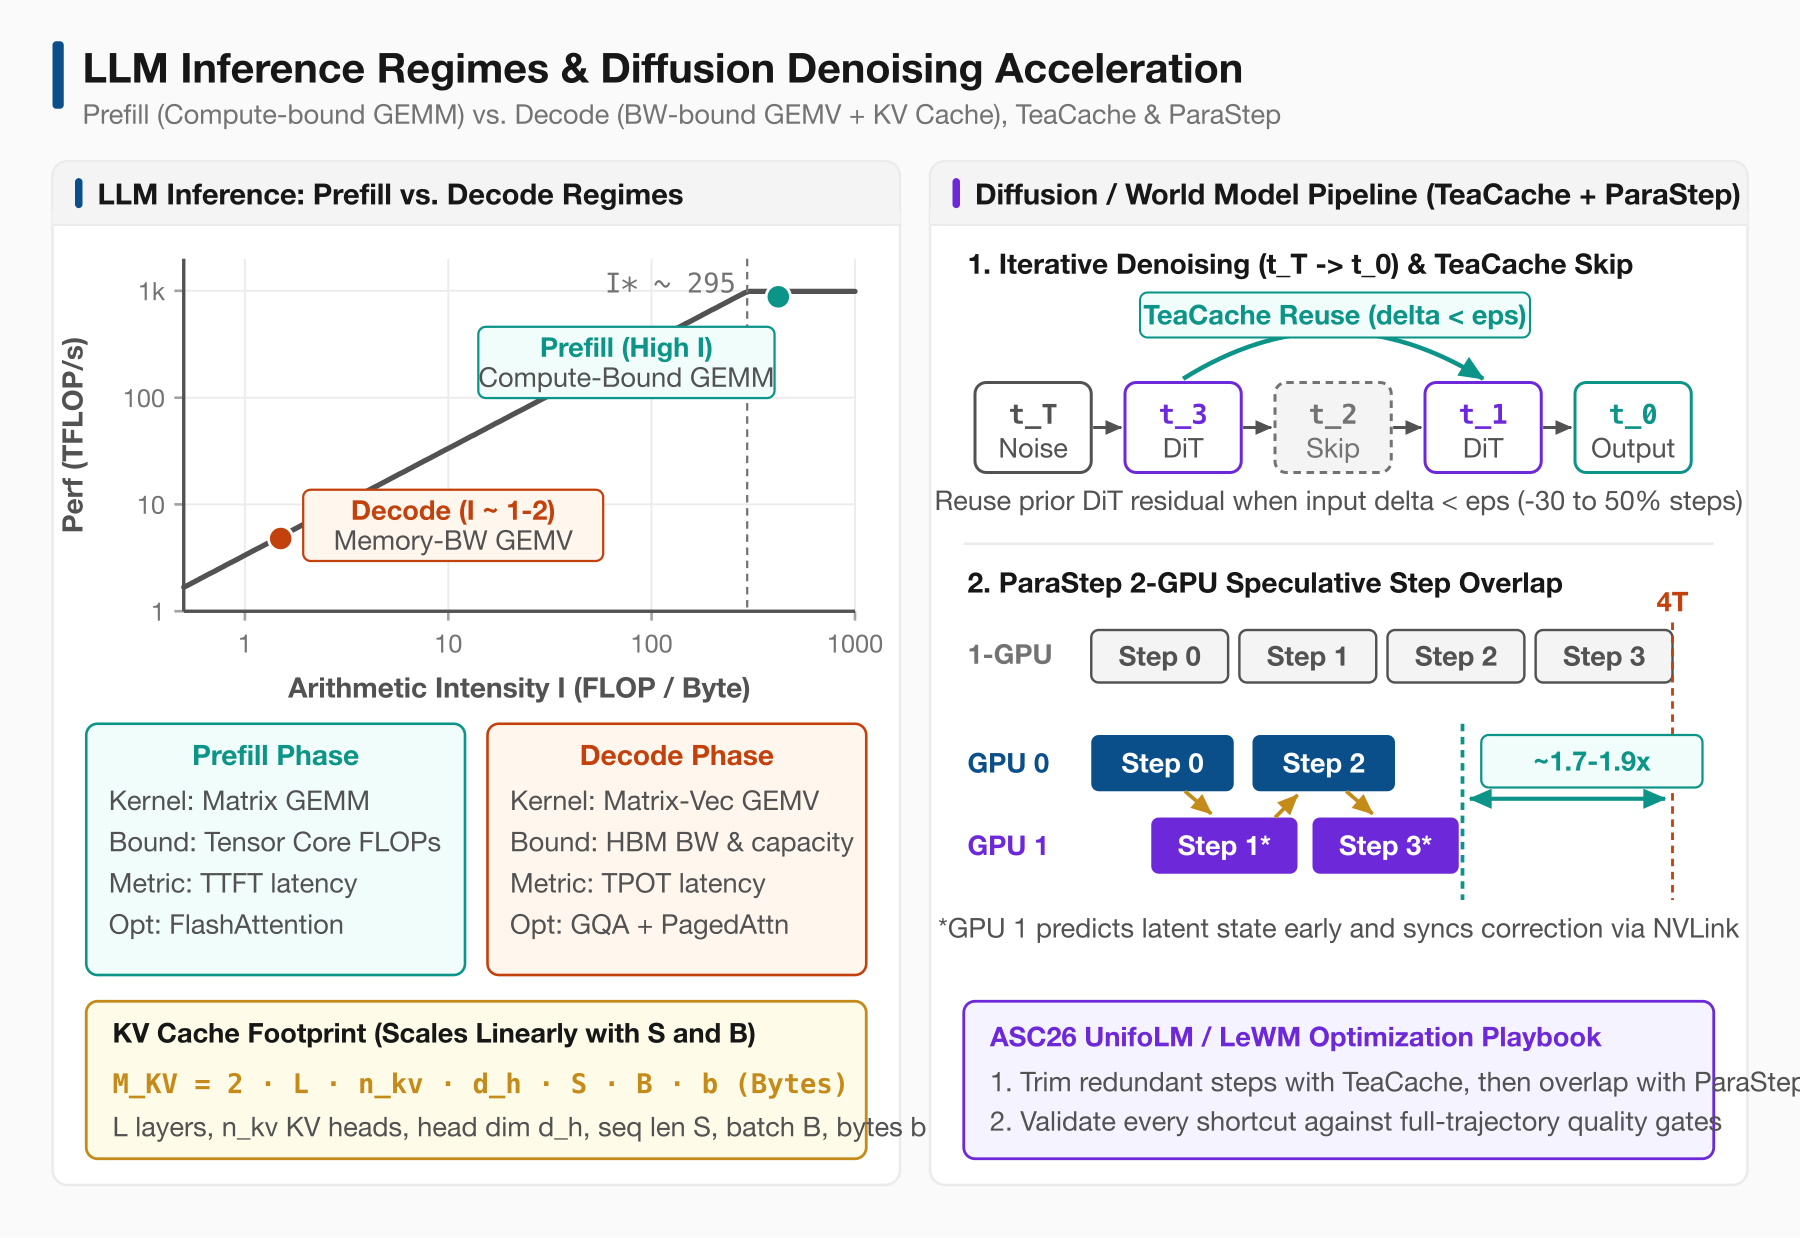 LLM Inference Regimes & Diffusion Denoising Acceleration
Prefill (Compute-bound GEMM) vs. Decode (BW-bound GEMV + KV Cache), TeaCache & ParaStep
LLM Inference: Prefill vs. Decode Regimes
I* ~ 295
1k
100
10
1
Perf (TFLOP/s)
Prefill (High I)
Compute-Bound GEMM
Decode (I ~ 1-2)
Memory-BW GEMV
1 10 100 1000
Arithmetic Intensity I (FLOP / Byte)
Prefill Phase
Kernel: Matrix GEMM
Bound: Tensor Core FLOPs
Metric: TTFT latency
Opt: FlashAttention
Decode Phase
Kernel: Matrix-Vec GEMV
Bound: HBM BW & capacity
Metric: TPOT latency
Opt: GQA + PagedAttn
KV Cache Footprint (Scales Linearly with S and B)
M_KV = 2 · L · n_kv · d_h · S · B · b (Bytes)
L layers, n_kv KV heads, head dim d_h, seq len S, batch B, bytes b
Diffusion / World Model Pipeline (TeaCache + ParaStep)
1. Iterative Denoising (t_T -> t_0) & TeaCache Skip
TeaCache Reuse (delta < eps)
t_T
Noise
t_3
DiT
t_2
Skip
t_1
DiT
t_0
Output
Reuse prior DiT residual when input delta < eps (-30 to 50% steps)
2. ParaStep 2-GPU Speculative Step Overlap
4T
1-GPU Step 0 Step 1 Step 2 Step 3
GPU 0 Step 0 Step 2 ~1.7-1.9x
GPU 1 Step 1* Step 3*
*GPU 1 predicts latent state early and syncs correction via NVLink
ASC26 UnifoLM / LeWM Optimization Playbook
1. Trim redundant steps with TeaCache, then overlap with ParaStep
2. Validate every shortcut against full-trajectory quality gates